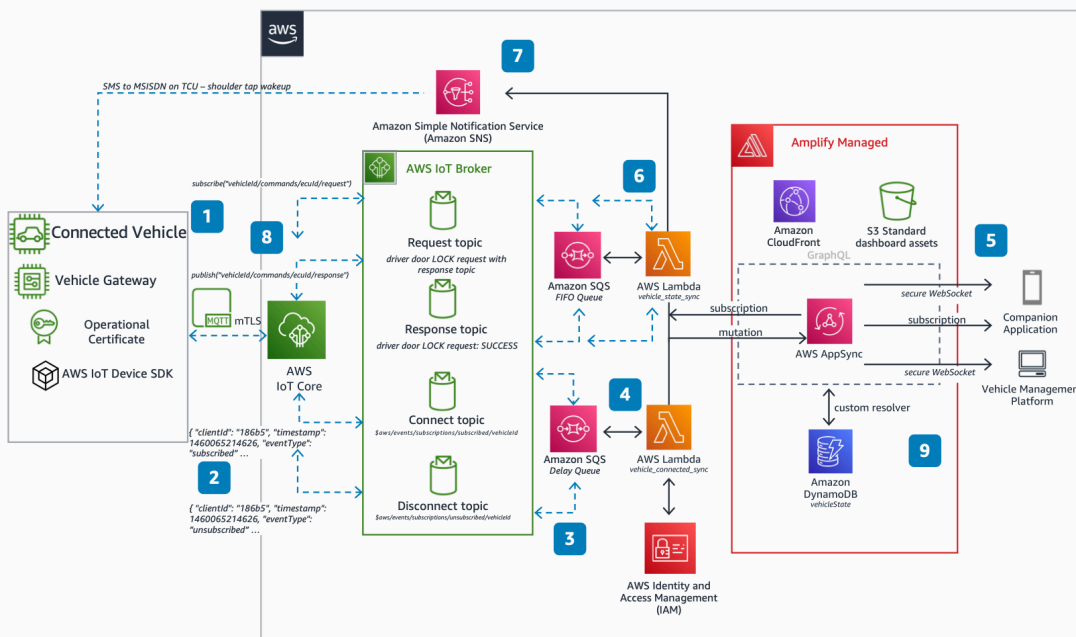 aws
7
SMS to MSISDN on TCU – shoulder tap wakeup
Amazon Simple Notification Service
(Amazon SNS)
Amplify Managed
AWS IoT Broker
subscribe("vehicleId/commands/ecuId/request")
6
1
Connected Vehicle
8
Request topic
driver door LOCK request with
response topic
Amazon
CloudFront
S3 Standard
dashboard assets
5
GraphQL
Vehicle Gateway
publish("vehicleId/commands/ecuId/response")
Amazon SQS
FIFO Queue
AWS Lambda
vehicle_state_sync
secure WebSocket
Companion
Application
MQTT
mTLS
Operational
Certificate
Response topic
driver door LOCK request: SUCCESS
subscription
mutation
AWS AppSync
subscription
secure WebSocket
AWS IoT Device SDK
AWS
IoT Core
Vehicle Management
Platform
Connect topic
$aws/events/subscriptions/subscribed/vehicleId
4
custom resolver
{ "clientId": "186b5", "timestamp":
1460065214626, "eventType":
"subscribed" ...
Amazon SQS
Delay Queue
AWS Lambda
vehicle_connected_sync
9
2
Amazon
DynamoDB
vehicleState
{ "clientId": "186b5", "timestamp":
1460065214626, "eventType":
"unsubscribed" ...
Disconnect topic
$aws/events/subscriptions/unsubscribed/vehicleId
3
AWS Identity and
Access Management
(IAM)